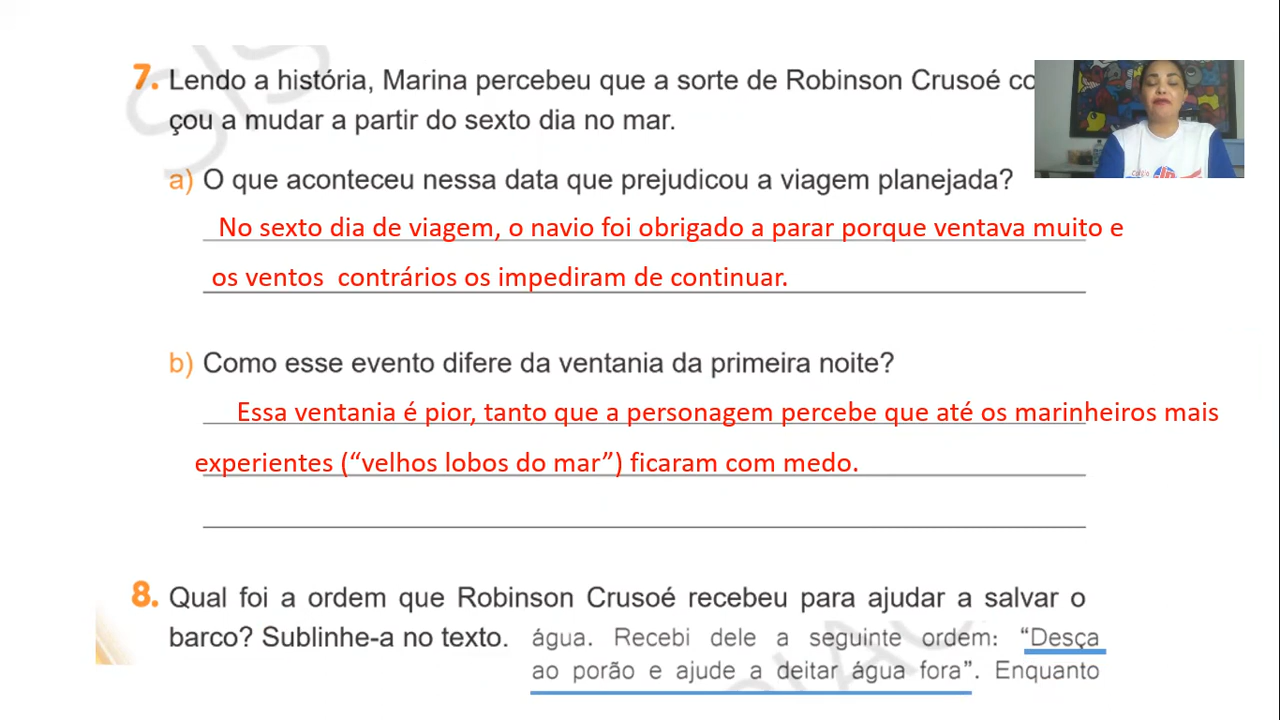 7. Lendo a história, Marina percebeu que a sorte de Robinson Crusoé co
çou a mudar a partir do sexto dia no mar.
a) O que aconteceu nessa data que prejudicou a viagem planejada?
No sexto dia de viagem, o navio foi obrigado a parar porque ventava muito e
os ventos contrários os impediram de continuar.
b) Como esse evento difere da ventania da primeira noite?
Essa ventania é pior, tanto que a personagem percebe que até os marinheiros mais
experientes (“velhos lobos do mar”) ficaram com medo.
8. Qual foi a ordem que Robinson Crusoé recebeu para ajudar a salvar o
barco? Sublinhe-a no texto.
água. Recebi dele a seguinte ordem: “Desça
ao porão e ajude a deitar água fora”. Enquanto